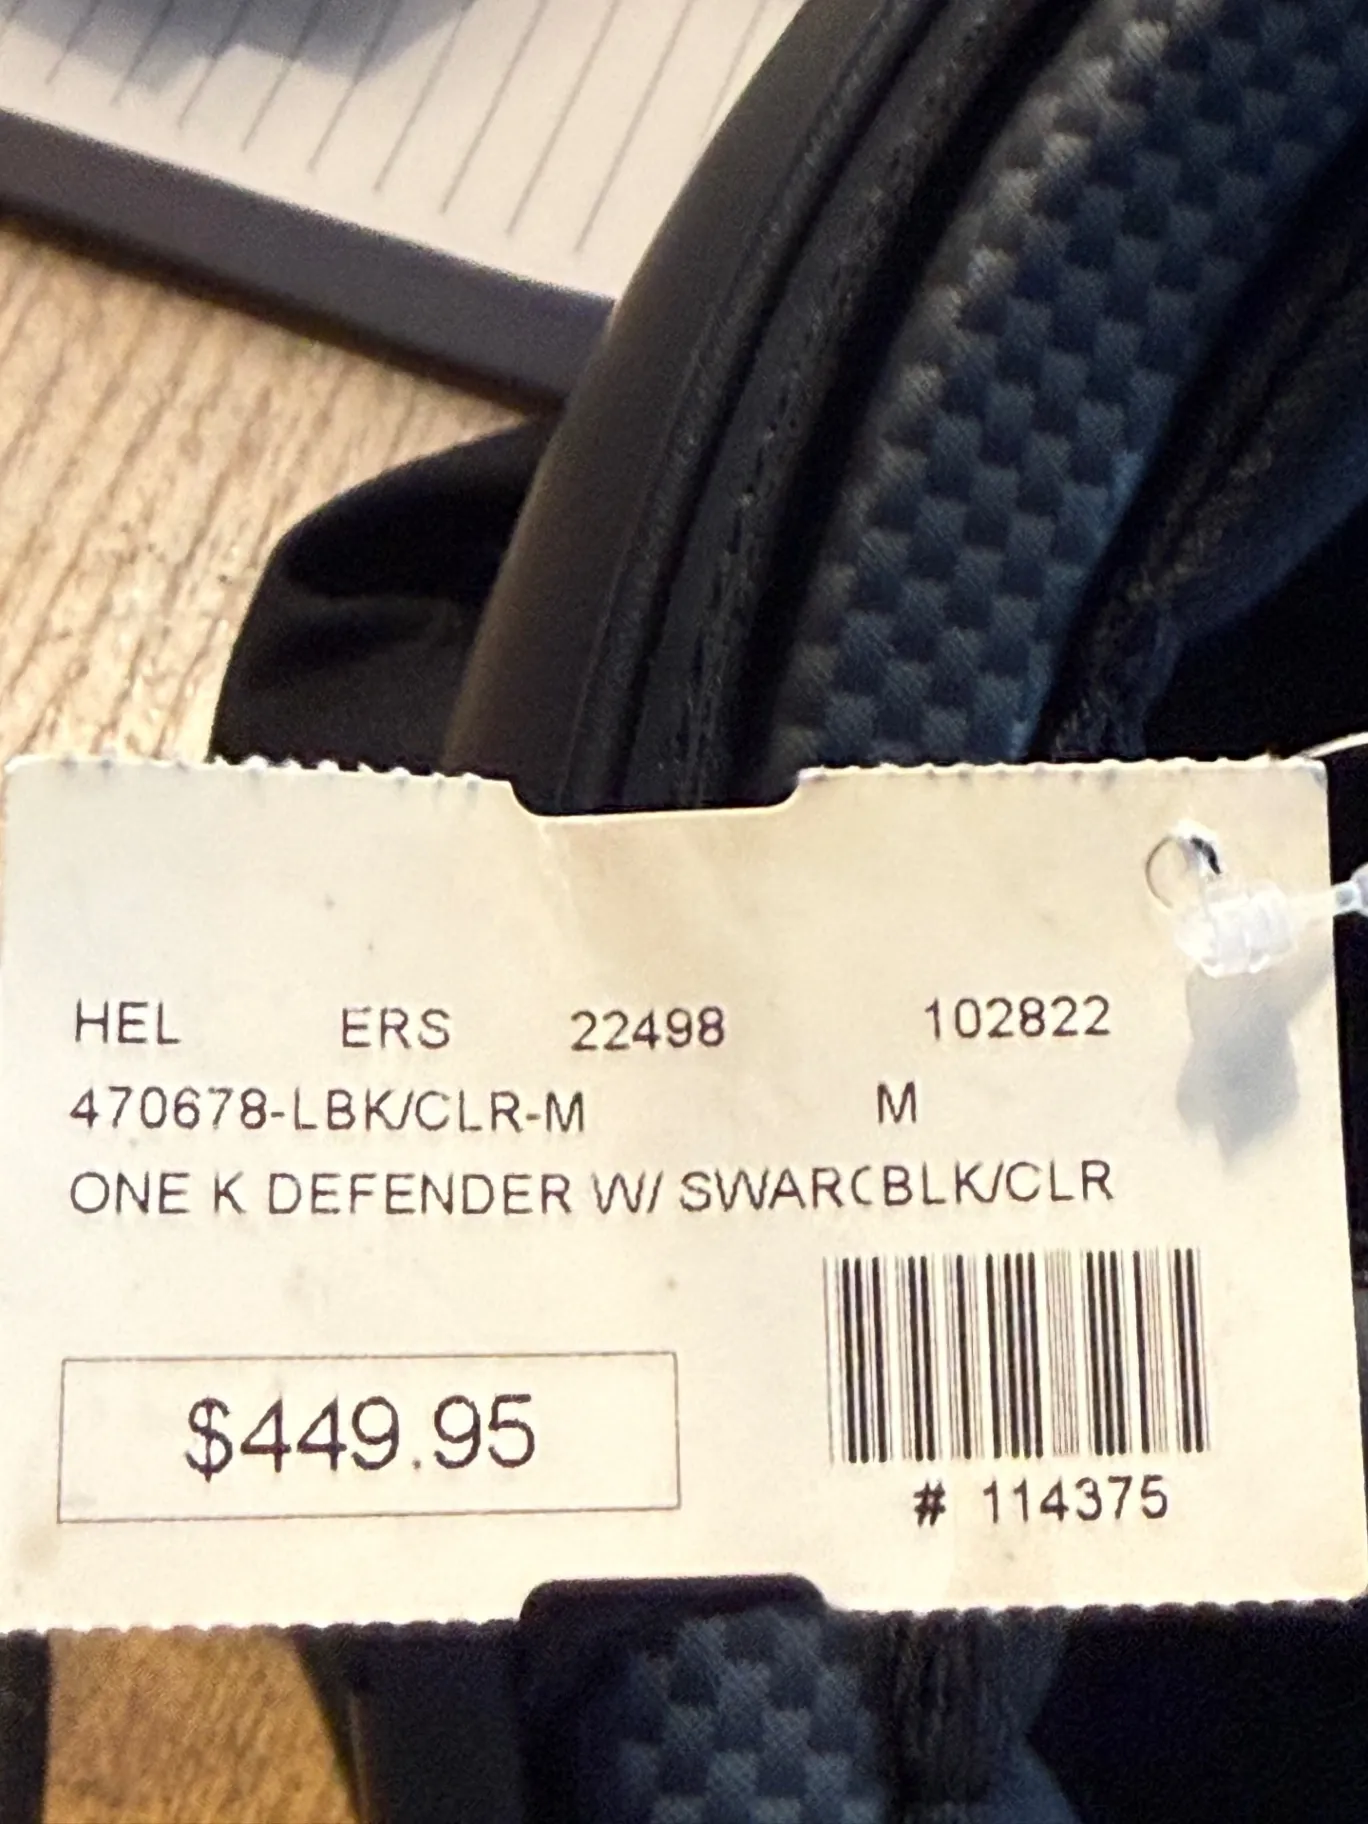 HEL ERS 22498 102822
470678-LBK/CLR-M M
ONE K DEFENDER W/ SWARCBLK/CLR
$449.95
# 114375